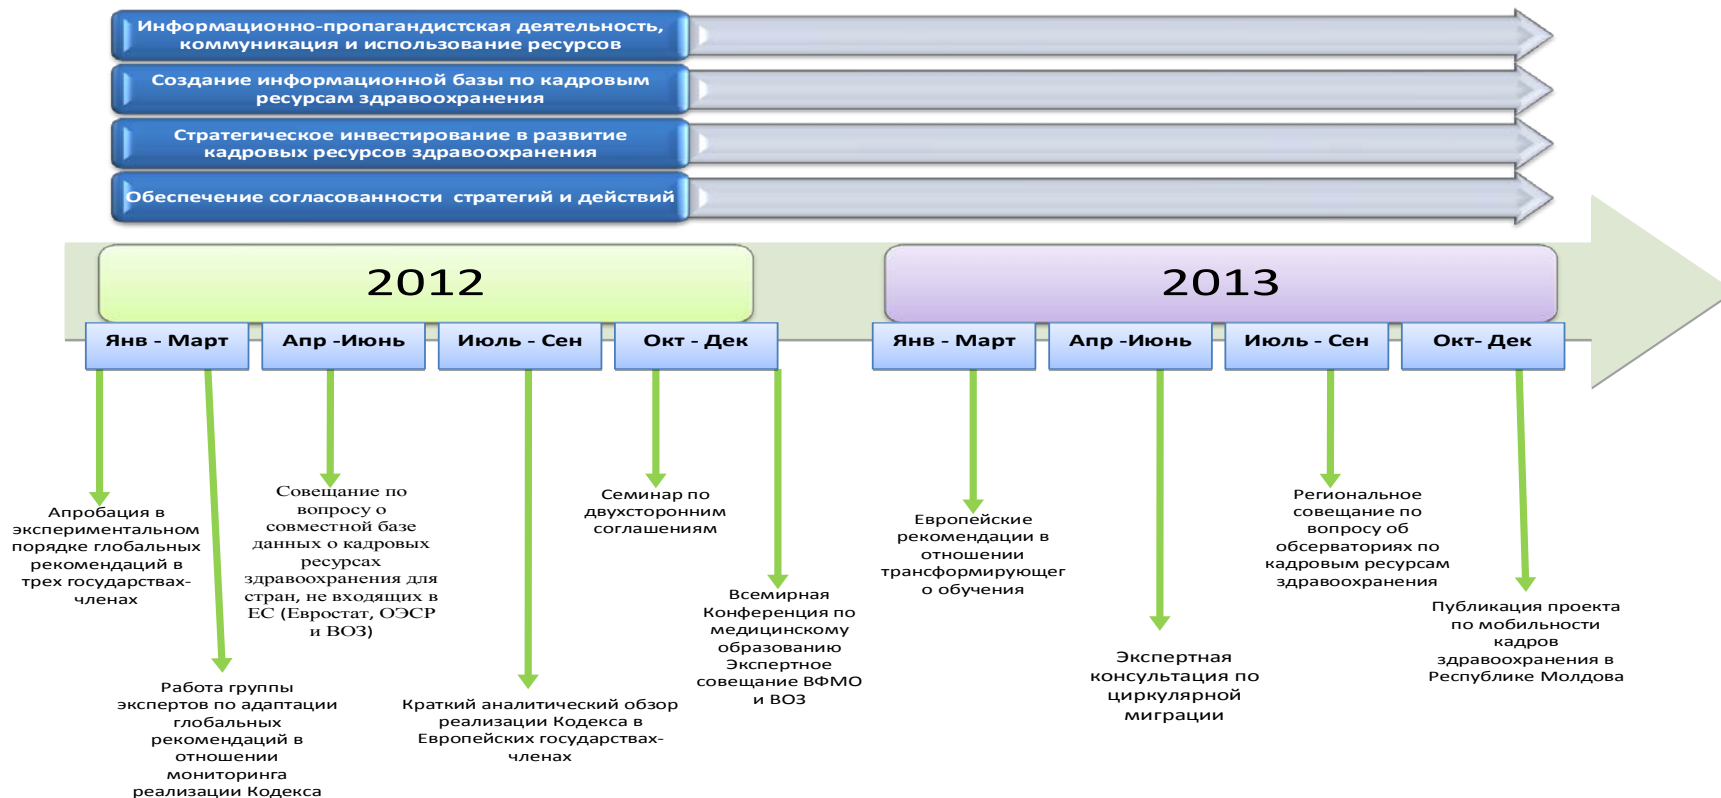 Информационно-пропагандистская деятельность,
коммуникация и использование ресурсов
Создание информационной базы по кадровым
ресурсам здравоохранения
Стратегическое инвестирование в развитие
кадровых ресурсов здравоохранения
Обеспечение согласованности стратегий и действий
2012
2013
Янв - Март
Апр -Июнь
Июль - Сен
Окт - Дек
Янв - Март
Апр -Июнь
Июль - Сен
Окт- Дек
Апробация в
экспериментальном
порядке глобальных
рекомендаций в
трех государствах-
членах
Работа группы
экспертов по адаптации
глобальных
рекомендаций в
отношении
мониторинга
реализации Кодекса
Совещание по
вопросу о
совместной базе
данных о кадровых
ресурсах
здравоохранения для
стран, не входящих в
ЕС (Евростат, ОЭСР
и ВОЗ)
Краткий аналитический обзор
реализации Кодекса в
Европейских государствах-
членах
Семинар по
двухсторонним
соглашениям
Всемирная
Конференция по
медицинскому
образованию
Экспертное
совещание ВФМО
и ВОЗ
Европейские
рекомендации в
отношении
трансформирующег
о обучения
Экспертная
консультация по
циркулярной
миграции
Региональное
совещание по
вопросу об
обсерваториях по
кадровым ресурсам
здравоохранения
Публикация проекта
по мобильности
кадров
здравоохранения в
Республике Молдова